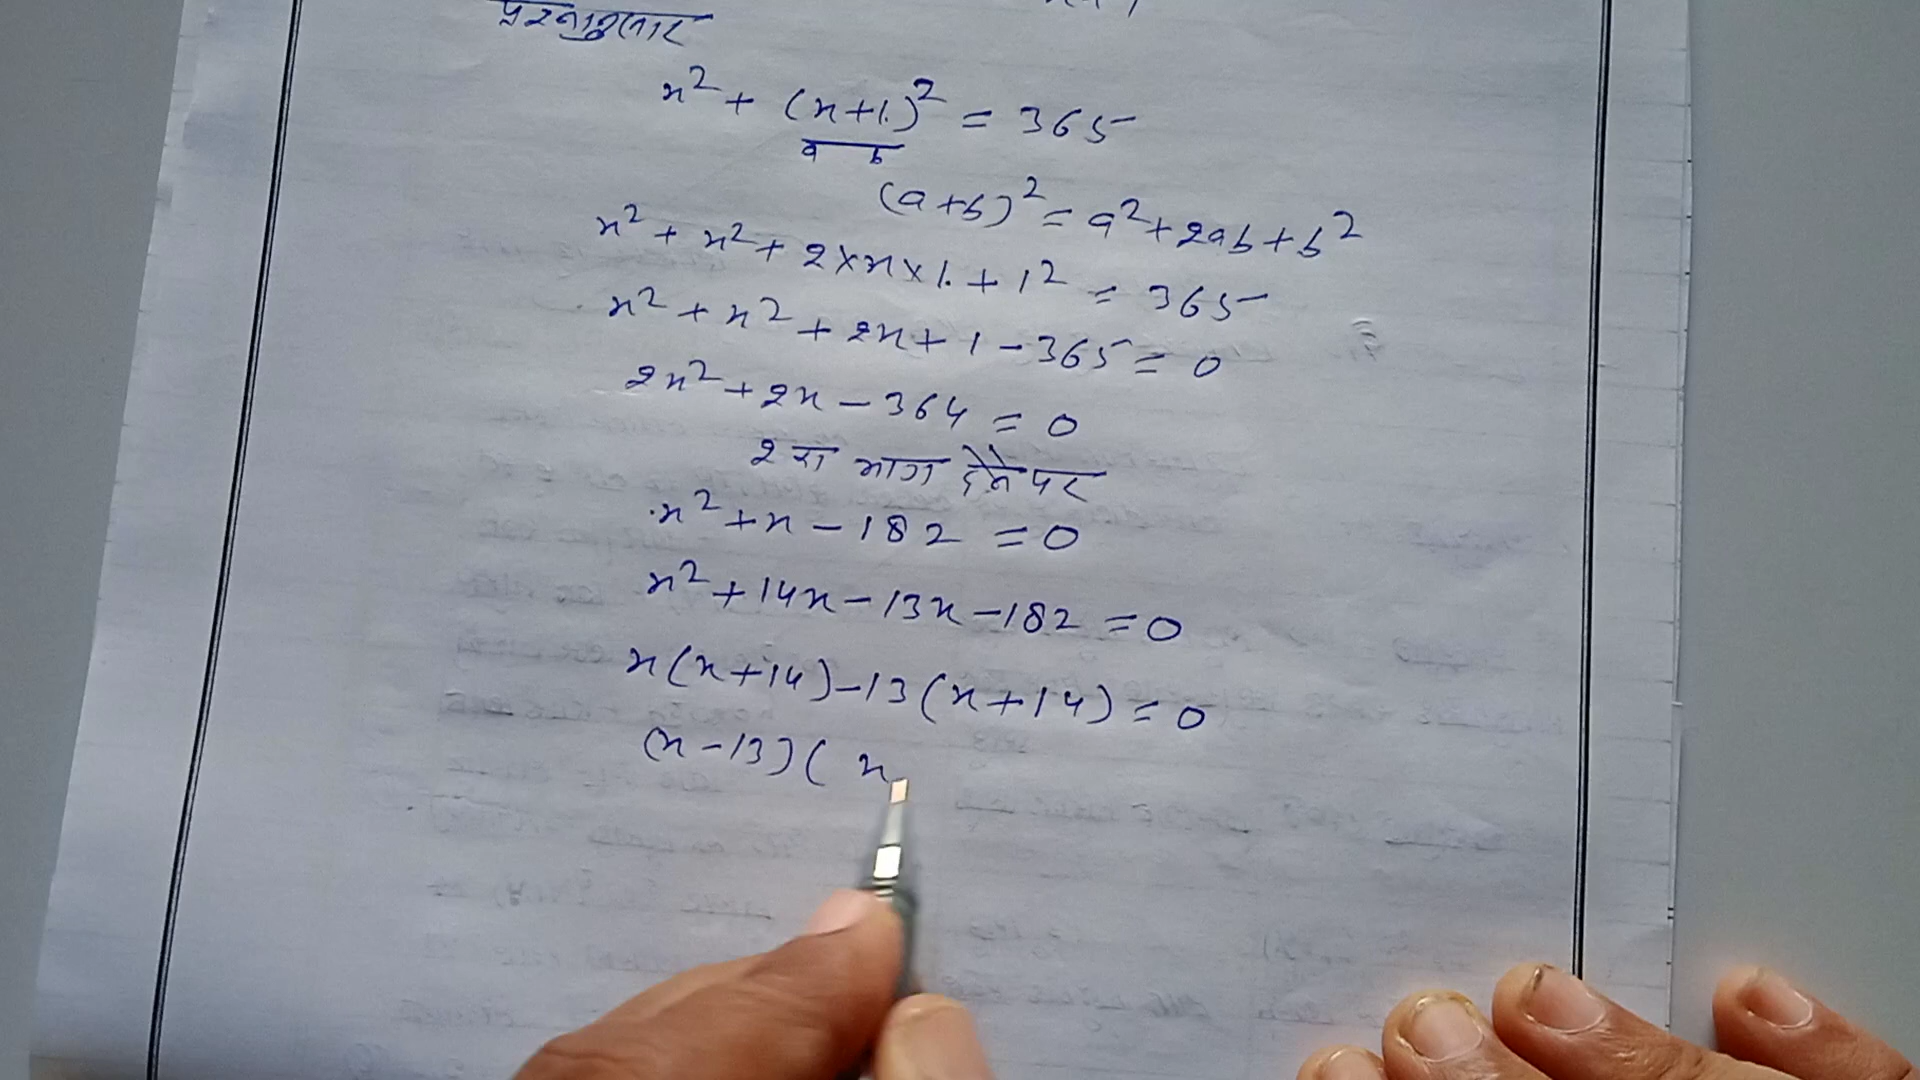 प्रश्नानुसार
x² + (x+1)² = 365
a b
(a+b)² = a²+2ab+b²
x² + x² + 2×x×1 + 1² = 365
x² + x² + 2x + 1 - 365 = 0
2x² + 2x - 364 = 0
2 से भाग देने पर
x² + x - 182 = 0
x² + 14x - 13x - 182 = 0
x(x+14) - 13(x+14) = 0
(x-13)( x